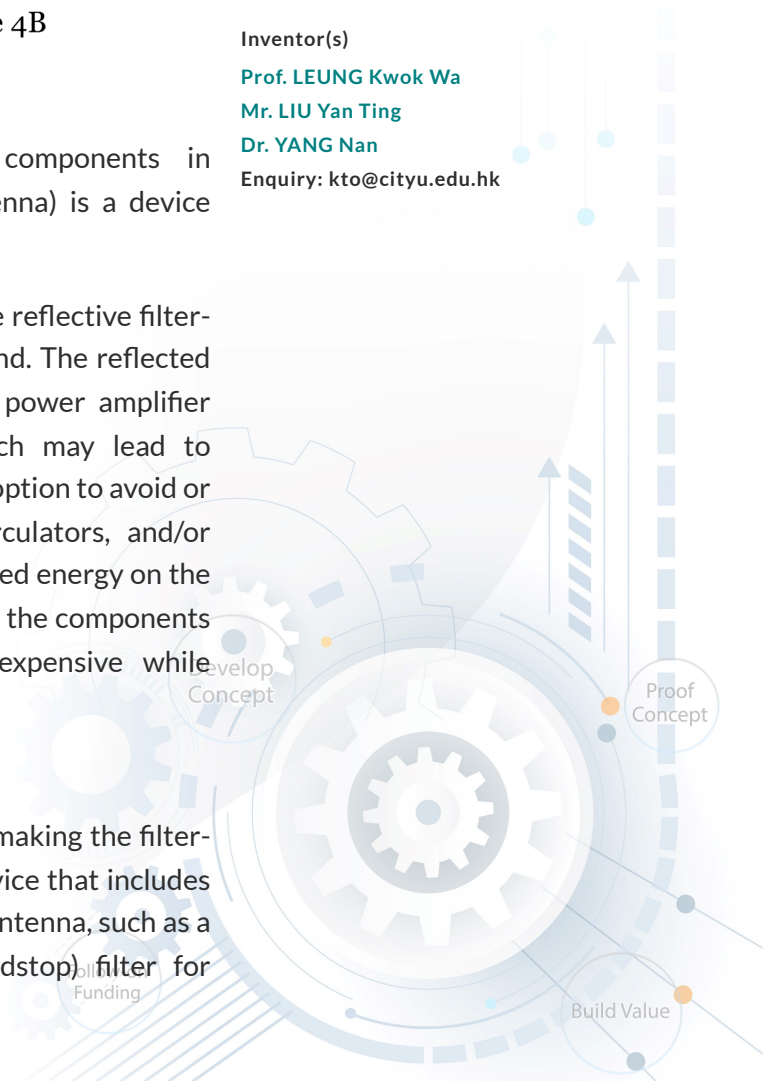 e 4B
components in
enna) is a device
e reflective filter-
nd. The reflected
power amplifier
ch may lead to
option to avoid or
rculators, and/or
ed energy on the
the components
expensive while
making the filter-
vice that includes
ntenna, such as a
dstop) filter for
Inventor(s)
Prof. LEUNG Kwok Wa
Mr. LIU Yan Ting
Dr. YANG Nan
Enquiry: kto@cityu.edu.hk
Develop
Concept
Proof
Concept
Funding
Build Value